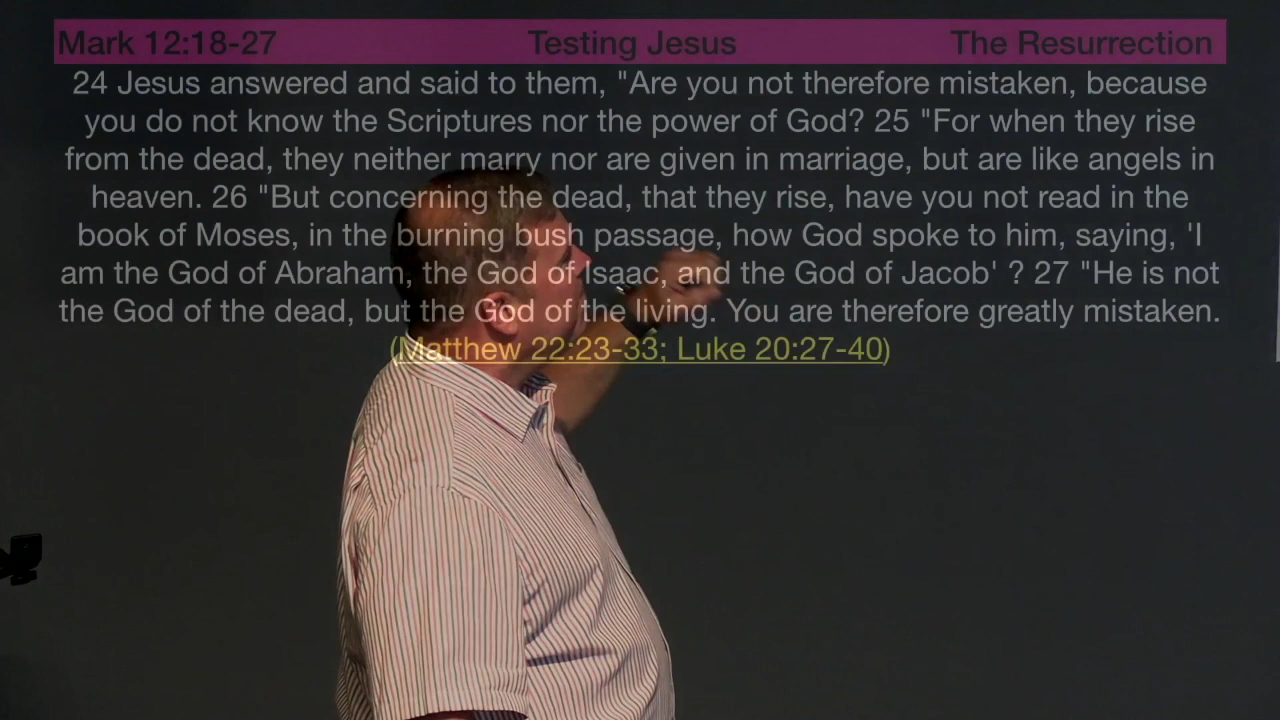 Mark 12:18-27 Testing Jesus The Resurrection
24 Jesus answered and said to them, "Are you not therefore mistaken, because
you do not know the Scriptures nor the power of God? 25 "For when they rise
from the dead, they neither marry nor are given in marriage, but are like angels in
heaven. 26 "But concerning the dead, that they rise, have you not read in the
book of Moses, in the burning bush passage, how God spoke to him, saying, 'I
am the God of Abraham, the God of Isaac, and the God of Jacob' ? 27 "He is not
the God of the dead, but the God of the living. You are therefore greatly mistaken.
(Matthew 22:23-33; Luke 20:27-40)